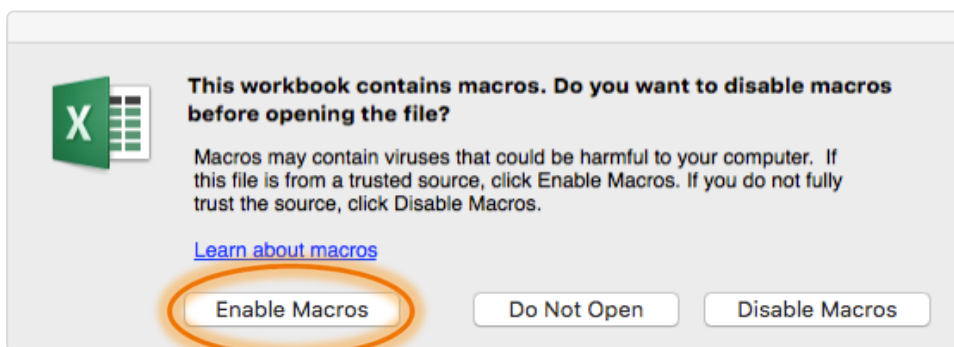 This workbook contains macros. Do you want to disable macros
before opening the file?
Macros may contain viruses that could be harmful to your computer.  If
this file is from a trusted source, click Enable Macros. If you do not fully
trust the source, click Disable Macros.
Learn about macros
Enable Macros
Do Not Open
Disable Macros